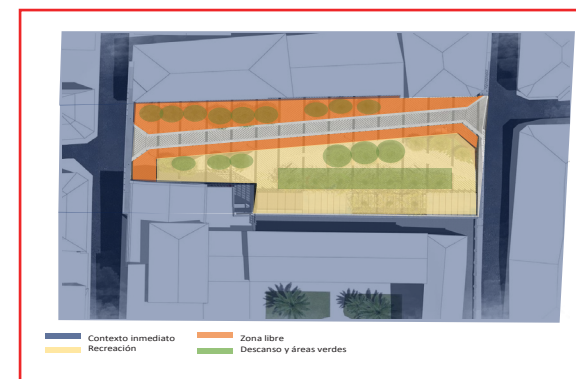 Contexto inmediato
Recreación
Zona libre
Descanso y áreas verdes